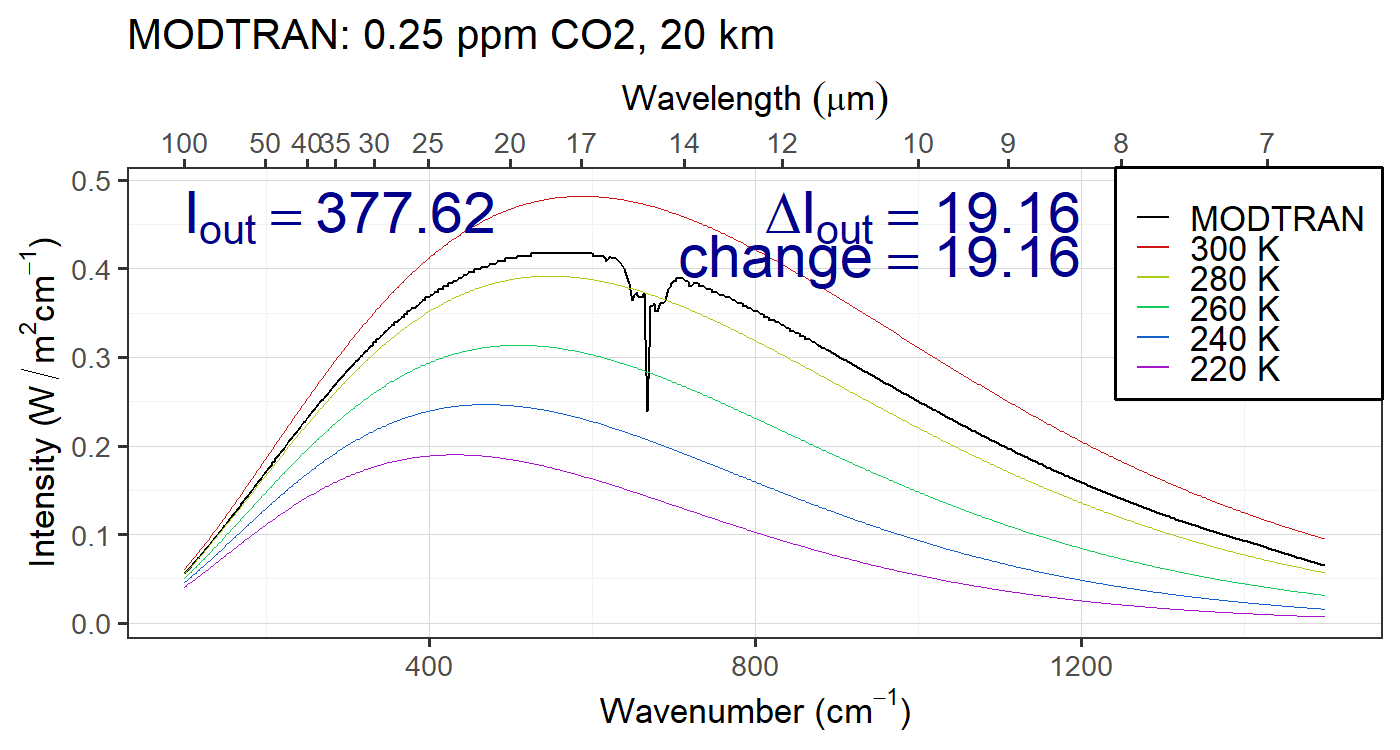 MODTRAN: 0.25 ppm CO2, 20 km
Wavelength (μm)
100 50 40 35 30 25 20 17 14 12 10 9 8 7
I_out = 377.62
ΔI_out = 19.16
change = 19.16
MODTRAN
300 K
280 K
260 K
240 K
220 K
Intensity (W / m²cm⁻¹)
0.5
0.4
0.3
0.2
0.1
0.0
400 800 1200
Wavenumber (cm⁻¹)